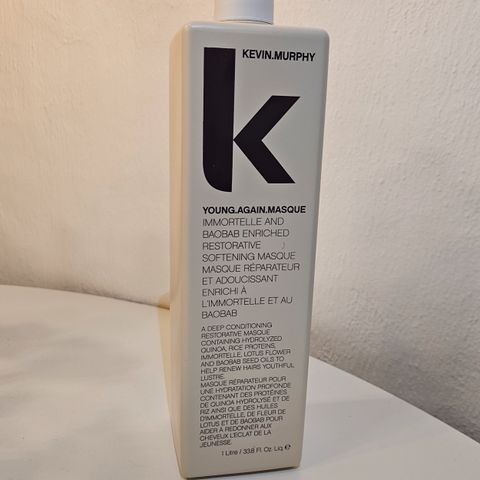 KEVIN.MURPHY
k
YOUNG.AGAIN.MASQUE
IMMORTELLE AND
BAOBAB ENRICHED
RESTORATIVE
SOFTENING MASQUE
MASQUE RÉPARATEUR
ET ADOUCISSANT
ENRICHI À
L'IMMORTELLE ET AU
BAOBAB
A DEEP CONDITIONING
RESTORATIVE MASQUE
CONTAINING HYDROLYZED
QUINOA, RICE PROTEINS,
IMMORTELLE, LOTUS FLOWER
AND BAOBAB SEED OILS TO
HELP RENEW HAIRS YOUTHFUL
LUSTRE.
MASQUE RÉPARATEUR POUR
UNE HYDRATATION PROFONDE
CONTENANT DES PROTÉINES
DE QUINOA HYDROLYSÉ ET DE
RIZ AINSI QUE DES HUILES
D'IMMORTELLE, DE FLEUR DE
LOTUS ET DE BAOBAB POUR
AIDER À REDONNER AUX
CHEVEUX L'ÉCLAT DE LA
JEUNESSE.
1 Litre / 33.8 Fl. Oz. Liq. e